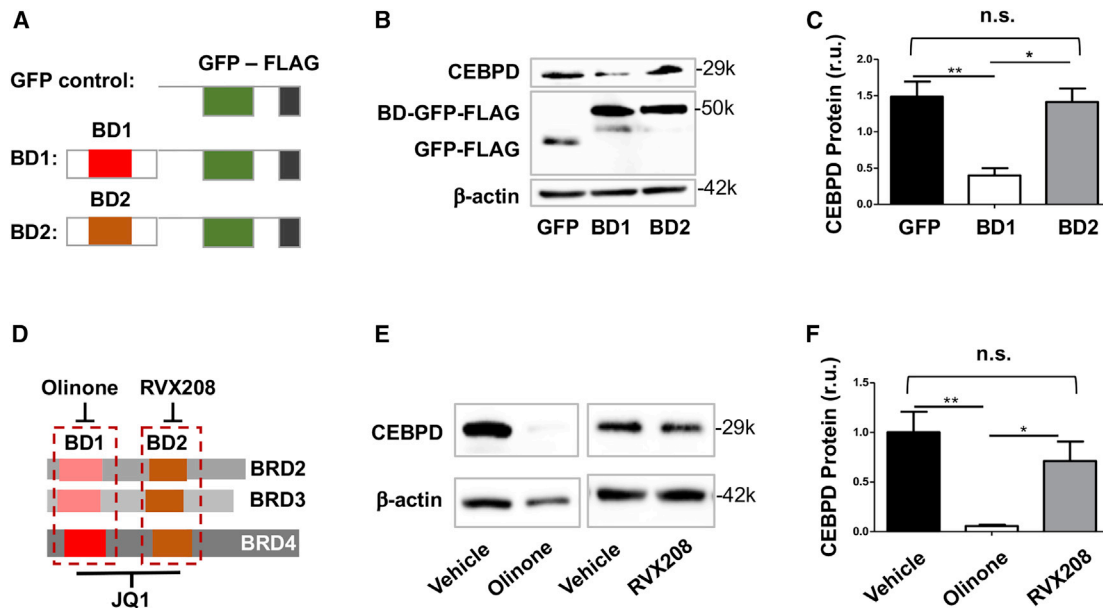 A
GFP – FLAG
GFP control:
BD1
BD1:
BD2
BD2:
B
CEBPD
-29k
BD-GFP-FLAG
-50k
GFP-FLAG
β-actin
-42k
GFP BD1 BD2
C
n.s.
** *
CEBPD Protein (r.u.)
2.0
1.5
1.0
0.5
0.0
GFP BD1 BD2
D
Olinone RVX208
BD1 BD2
BRD2
BRD3
BRD4
JQ1
E
CEBPD
-29k
β-actin
-42k
Vehicle Olinone Vehicle RVX208
F
n.s.
** *
CEBPD Protein (r.u.)
1.5
1.0
0.5
0.0
Vehicle Olinone RVX208